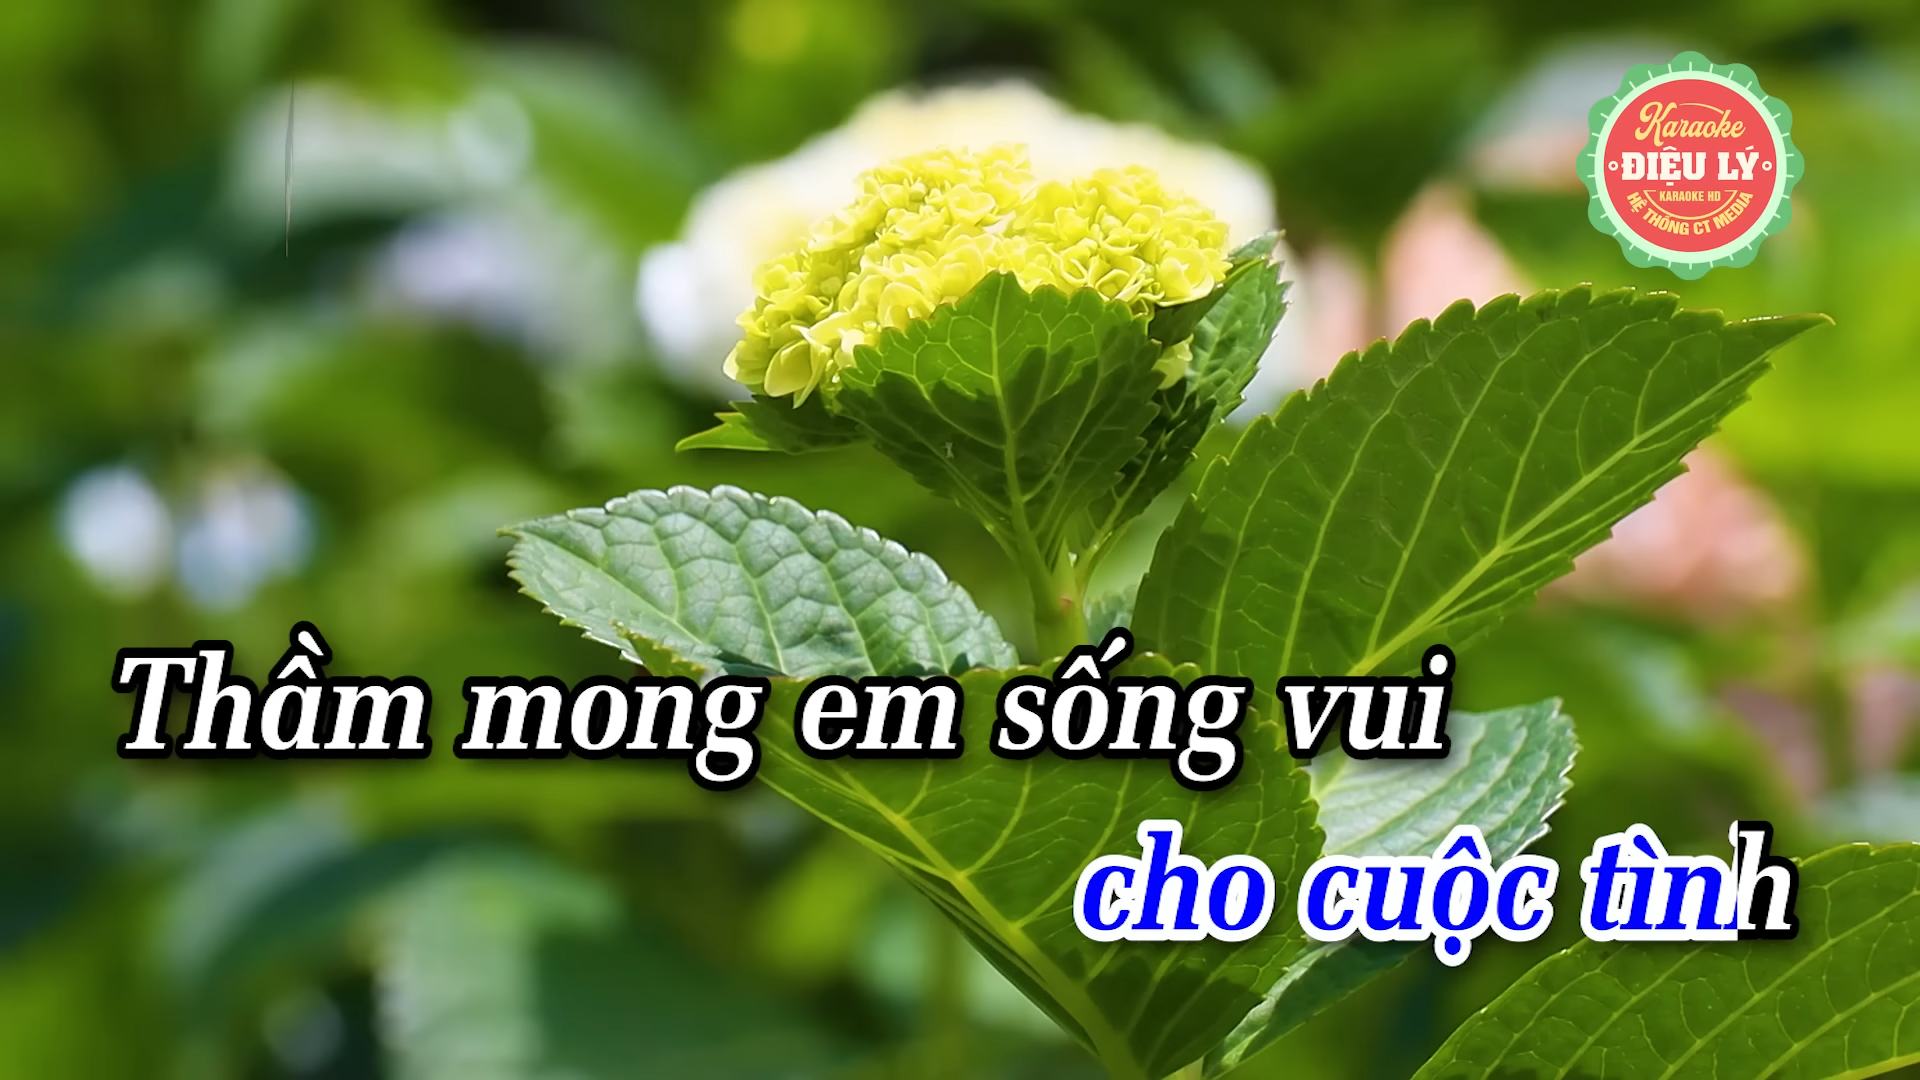 Karaoke
ĐIỆU LÝ
KARAOKE HD
HỆ THỐNG CT MEDIA
Thầm mong em sống vui
cho cuộc tình